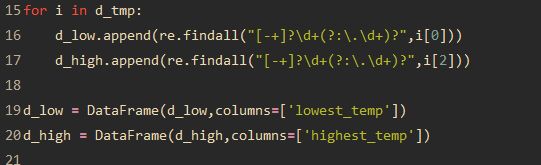 15 for i in d_tmp:
16     d_low.append(re.findall("[-+]?\d+(?:\.\d+)?",i[0]))
17     d_high.append(re.findall("[-+]?\d+(?:\.\d+)?",i[2]))
18
19 d_low = DataFrame(d_low,columns=['lowest_temp'])
20 d_high = DataFrame(d_high,columns=['highest_temp'])
21